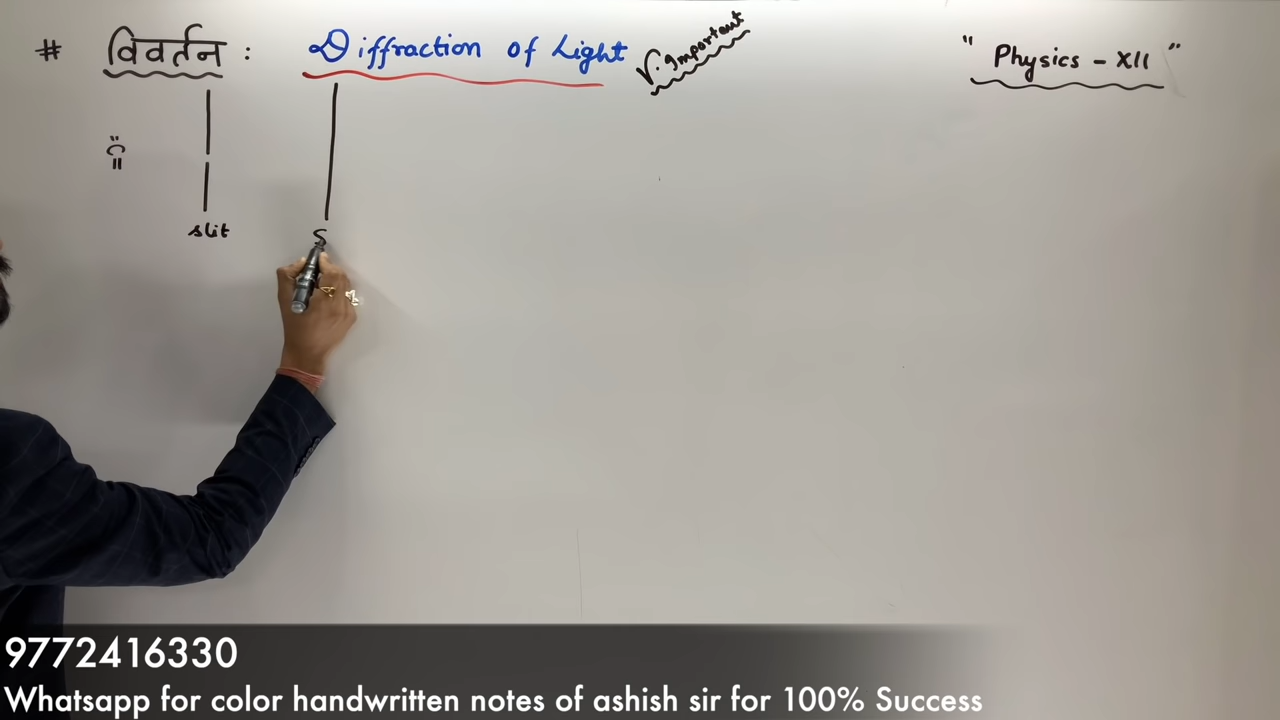 # विवर्तन : Diffraction of Light V. Important
" Physics - XII "
slit S
9772416330
Whatsapp for color handwritten notes of ashish sir for 100% Success